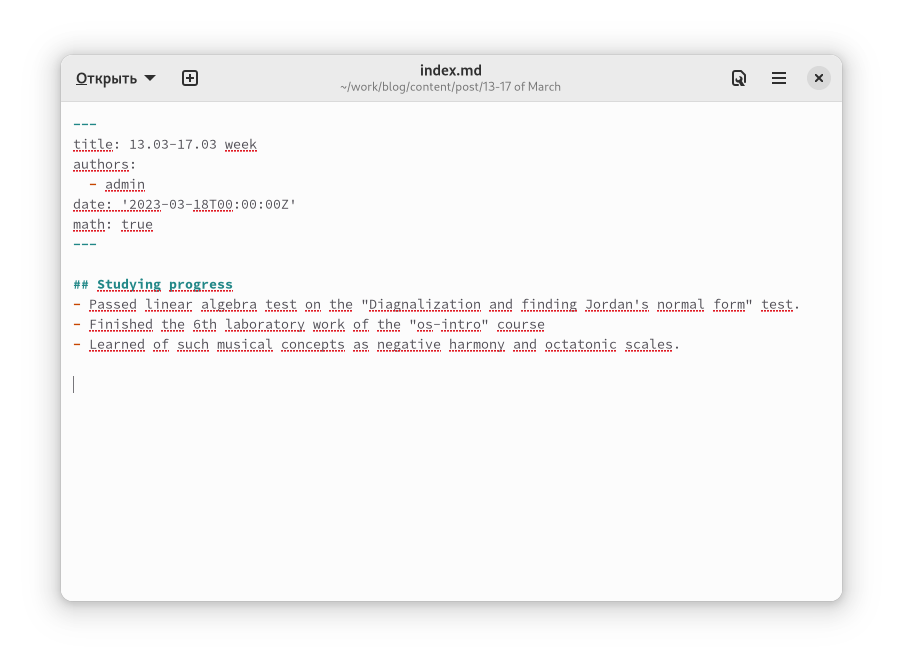 Открыть
index.md
~/work/blog/content/post/13-17 of March
---
title: 13.03-17.03 week
authors:
  - admin
date: '2023-03-18T00:00:00Z'
math: true
---
## Studying progress
- Passed linear algebra test on the "Diagnalization and finding Jordan's normal form" test.
- Finished the 6th laboratory work of the "os-intro" course
- Learned of such musical concepts as negative harmony and octatonic scales.